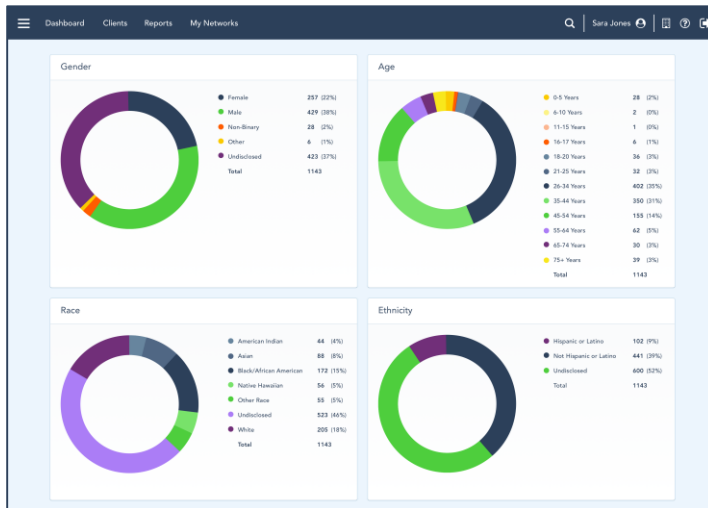 Dashboard Clients Reports My Networks Sara Jones
Gender
Female 257 (22%)
Male 429 (38%)
Non-Binary 28 (2%)
Other 6 (1%)
Undisclosed 423 (37%)
Total 1143
Age
0-5 Years 28 (2%)
6-10 Years 2 (0%)
11-15 Years 1 (0%)
16-17 Years 6 (1%)
18-20 Years 36 (3%)
21-25 Years 32 (3%)
26-34 Years 402 (35%)
35-44 Years 350 (31%)
45-54 Years 155 (14%)
55-64 Years 62 (5%)
65-74 Years 30 (3%)
75+ Years 39 (3%)
Total 1143
Race
American Indian 44 (4%)
Asian 88 (8%)
Black/African American 172 (15%)
Native Hawaiian 56 (5%)
Other Race 55 (5%)
Undisclosed 523 (46%)
White 205 (18%)
Total 1143
Ethnicity
Hispanic or Latino 102 (9%)
Not Hispanic or Latino 441 (39%)
Undisclosed 600 (52%)
Total 1143